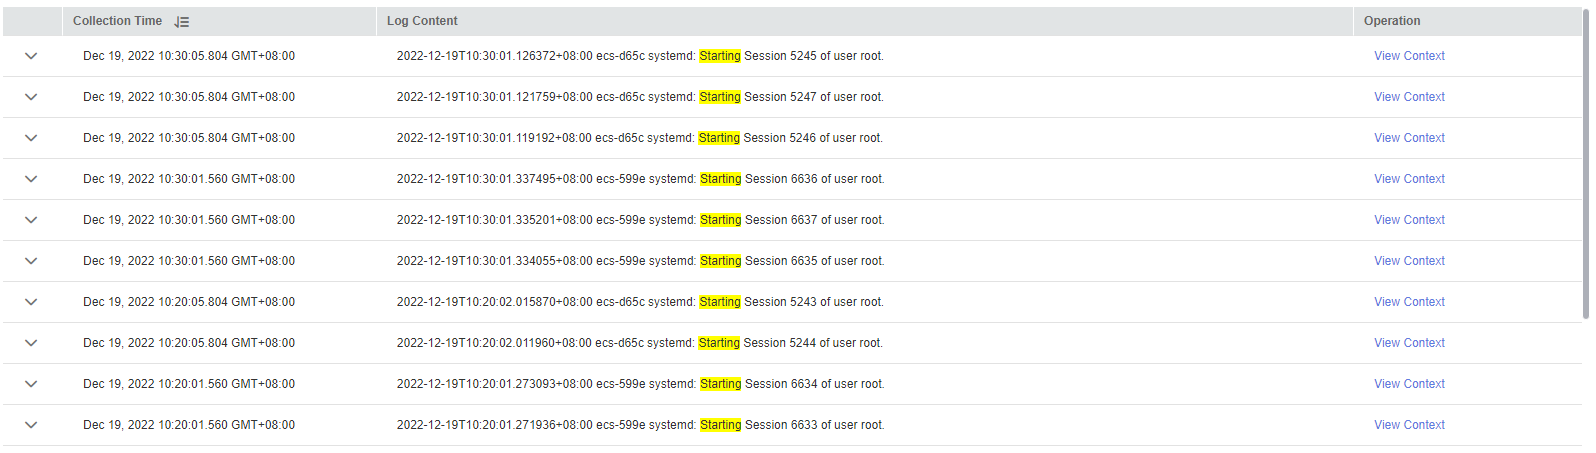 Collection Time Log Content Operation
Dec 19, 2022 10:30:05.804 GMT+08:00 2022-12-19T10:30:01.126372+08:00 ecs-d65c systemd: Starting Session 5245 of user root. View Context
Dec 19, 2022 10:30:05.804 GMT+08:00 2022-12-19T10:30:01.121759+08:00 ecs-d65c systemd: Starting Session 5247 of user root. View Context
Dec 19, 2022 10:30:05.804 GMT+08:00 2022-12-19T10:30:01.119192+08:00 ecs-d65c systemd: Starting Session 5246 of user root. View Context
Dec 19, 2022 10:30:01.560 GMT+08:00 2022-12-19T10:30:01.337495+08:00 ecs-599e systemd: Starting Session 6636 of user root. View Context
Dec 19, 2022 10:30:01.560 GMT+08:00 2022-12-19T10:30:01.335201+08:00 ecs-599e systemd: Starting Session 6637 of user root. View Context
Dec 19, 2022 10:30:01.560 GMT+08:00 2022-12-19T10:30:01.334055+08:00 ecs-599e systemd: Starting Session 6635 of user root. View Context
Dec 19, 2022 10:20:05.804 GMT+08:00 2022-12-19T10:20:02.015870+08:00 ecs-d65c systemd: Starting Session 5243 of user root. View Context
Dec 19, 2022 10:20:05.804 GMT+08:00 2022-12-19T10:20:02.011960+08:00 ecs-d65c systemd: Starting Session 5244 of user root. View Context
Dec 19, 2022 10:20:01.560 GMT+08:00 2022-12-19T10:20:01.273093+08:00 ecs-599e systemd: Starting Session 6634 of user root. View Context
Dec 19, 2022 10:20:01.560 GMT+08:00 2022-12-19T10:20:01.271936+08:00 ecs-599e systemd: Starting Session 6633 of user root. View Context